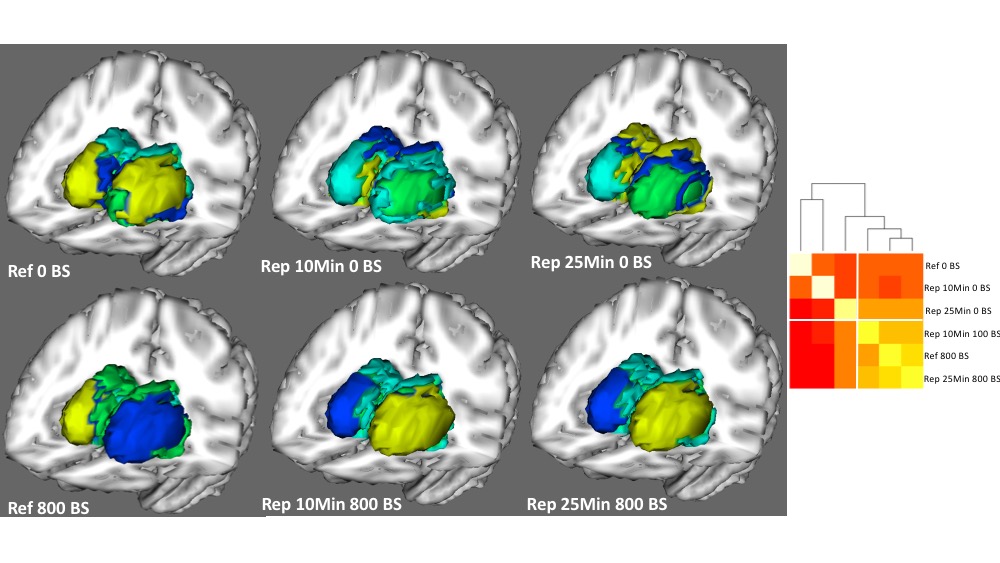 Ref 0 BS
Rep 10Min 0 BS
Rep 25Min 0 BS
Ref 800 BS
Rep 10Min 800 BS
Rep 25Min 800 BS
Ref 0 BS
Rep 10Min 0 BS
Rep 25Min 0 BS
Rep 10Min 100 BS
Ref 800 BS
Rep 25Min 800 BS